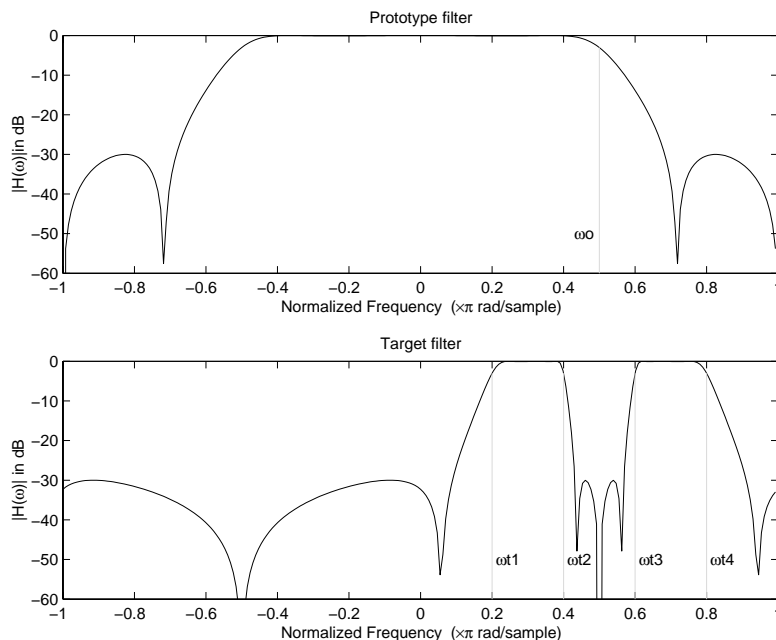 Prototype filter
0
−10
−20
−30
−40
−50
−60
|H(ω)|in dB
ωo
−1 −0.8 −0.6 −0.4 −0.2 0 0.2 0.4 0.6 0.8 1
Normalized Frequency (×π rad/sample)
Target filter
0
−10
−20
−30
−40
−50
−60
|H(ω)| in dB
ωt1 ωt2 ωt3 ωt4
−1 −0.8 −0.6 −0.4 −0.2 0 0.2 0.4 0.6 0.8 1
Normalized Frequency (×π rad/sample)